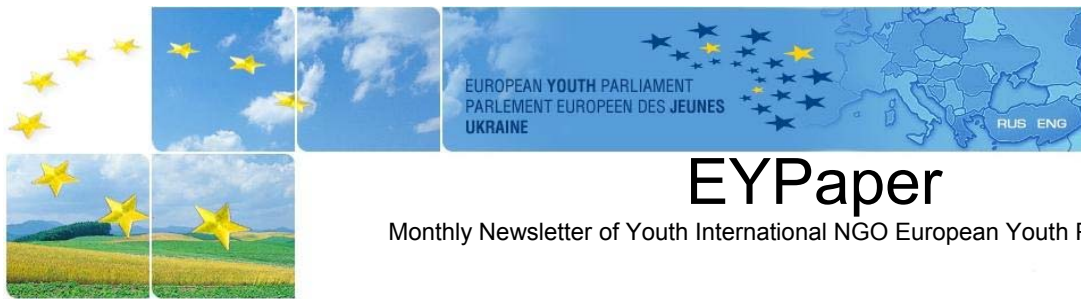 EUROPEAN YOUTH PARLIAMENT
PARLEMENT EUROPEEN DES JEUNES
UKRAINE
RUS ENG
EYPaper
Monthly Newsletter of Youth International NGO European Youth